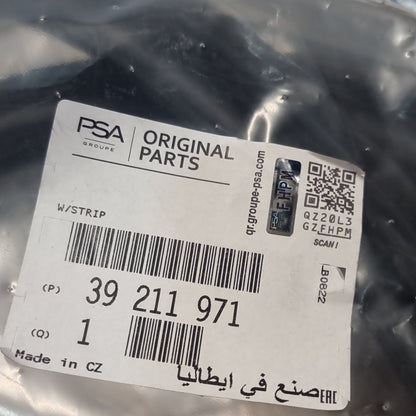 PSA
GROUPE
ORIGINAL
PARTS
qr.groupe-psa.com
PSA
FHPM
QZ20L3
GZFHPM
SCAN!
W/STRIP
LB0822
(P) 39 211 971
(Q) 1
Made in CZ
صنع في ايطاليا
EAC